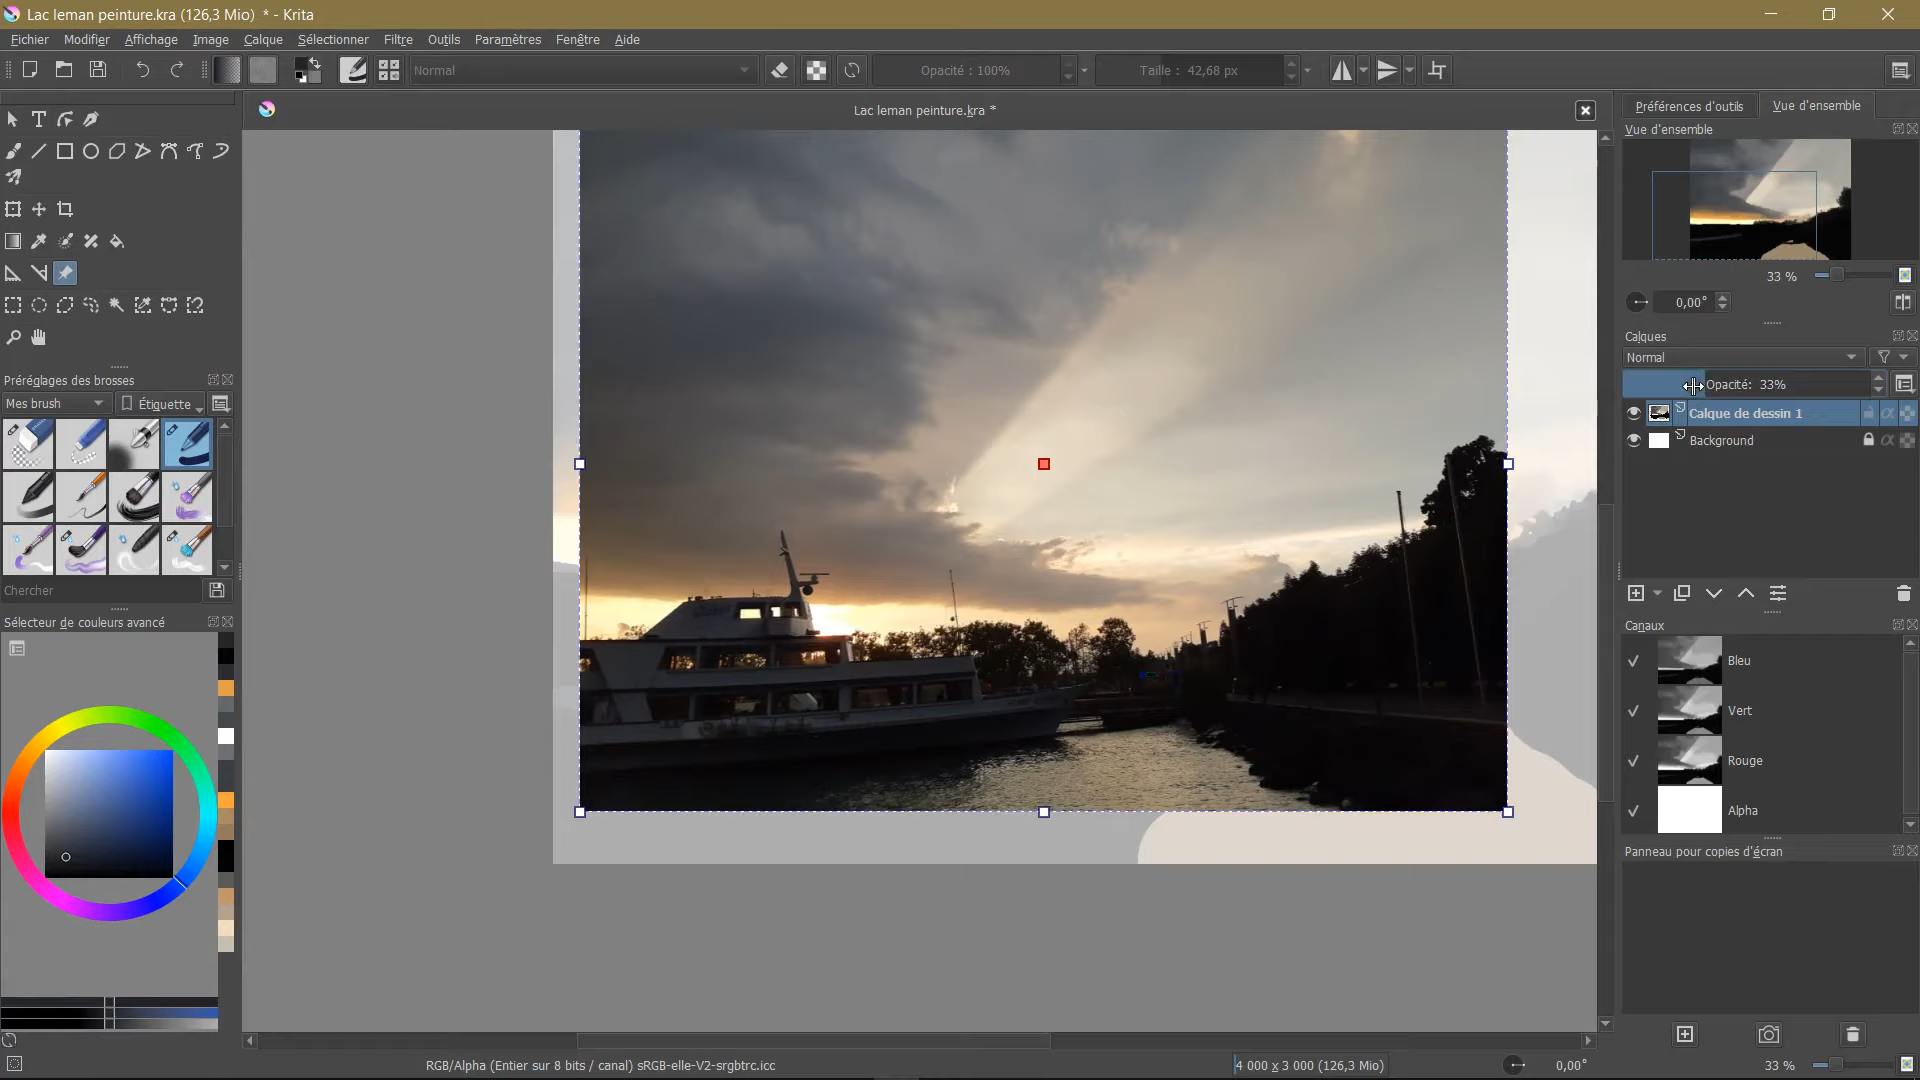 Lac leman peinture.kra (126,3 Mio)  * - Krita
Fichier Modifier Affichage Image Calque Sélectionner Filtre Outils Paramètres Fenêtre Aide
Normal Opacité : 100% Taille : 42,68 px
Lac leman peinture.kra *
Préférences d'outils Vue d'ensemble
Vue d'ensemble
33 %
0,00°
Calques
Normal
Opacité: 33%
Calque de dessin 1
Background
Préréglages des brosses
Mes brush Étiquette
Chercher
Sélecteur de couleurs avancé
Canaux
Bleu
Vert
Rouge
Alpha
Panneau pour copies d'écran
RGB/Alpha (Entier sur 8 bits / canal) sRGB-elle-V2-srgbtrc.icc
4 000 x 3 000 (126,3 Mio)
0,00°
33 %